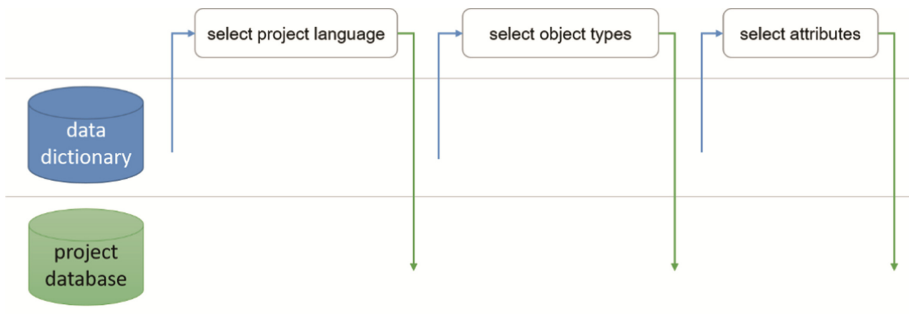 select project language
select object types
select attributes
data
dictionary
project
database